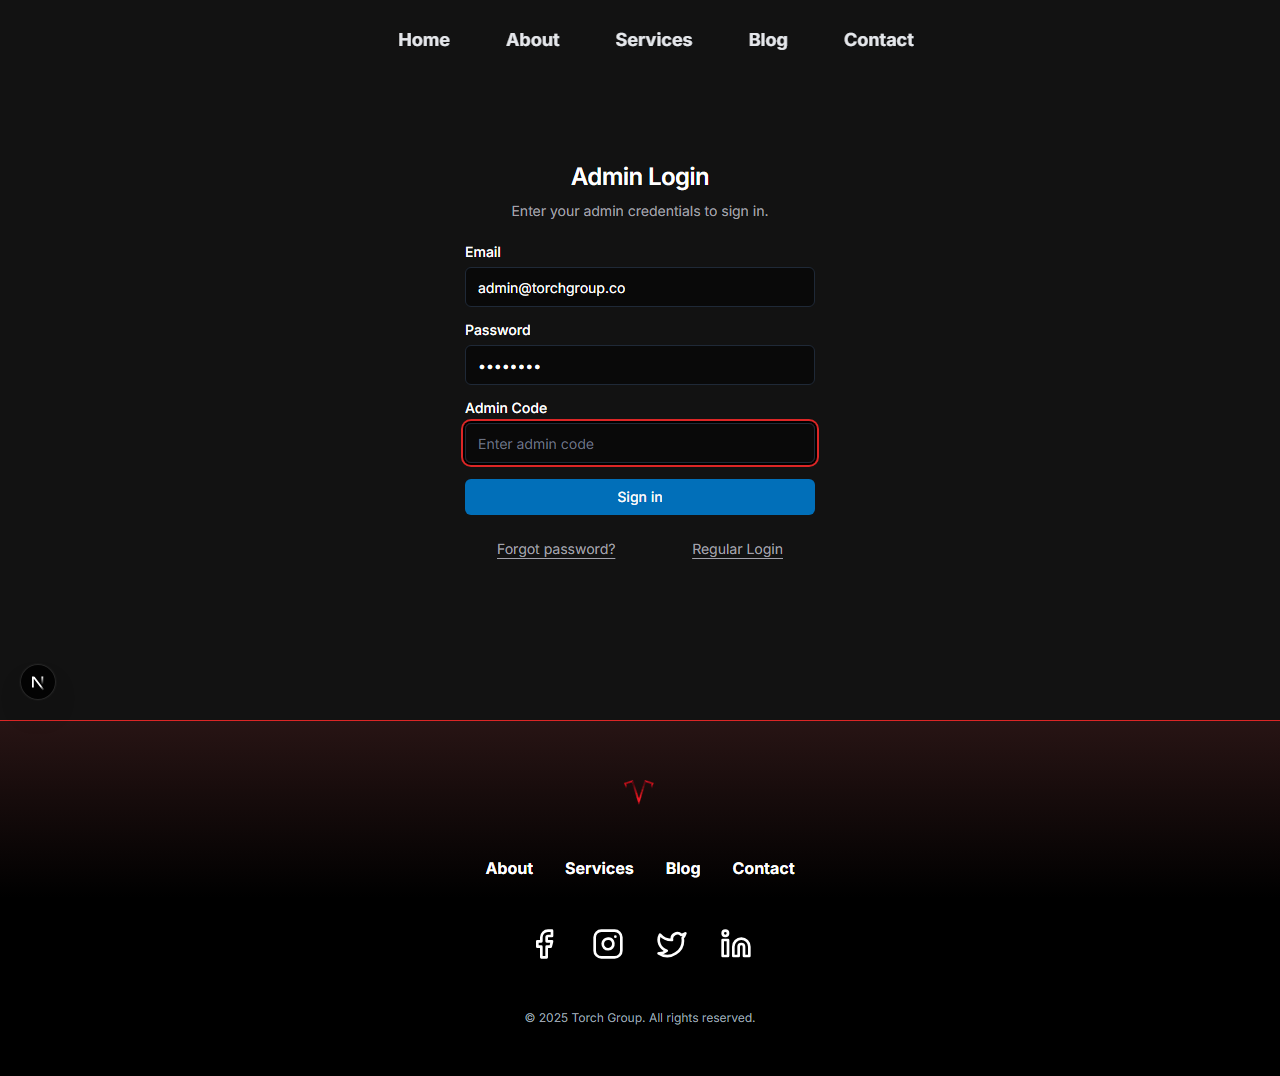 Home About Services Blog Contact
Admin Login
Enter your admin credentials to sign in.
Email
admin@torchgroup.co
Password
••••••••
Admin Code
Enter admin code
Sign in
Forgot password? Regular Login
N
About Services Blog Contact
© 2025 Torch Group. All rights reserved.